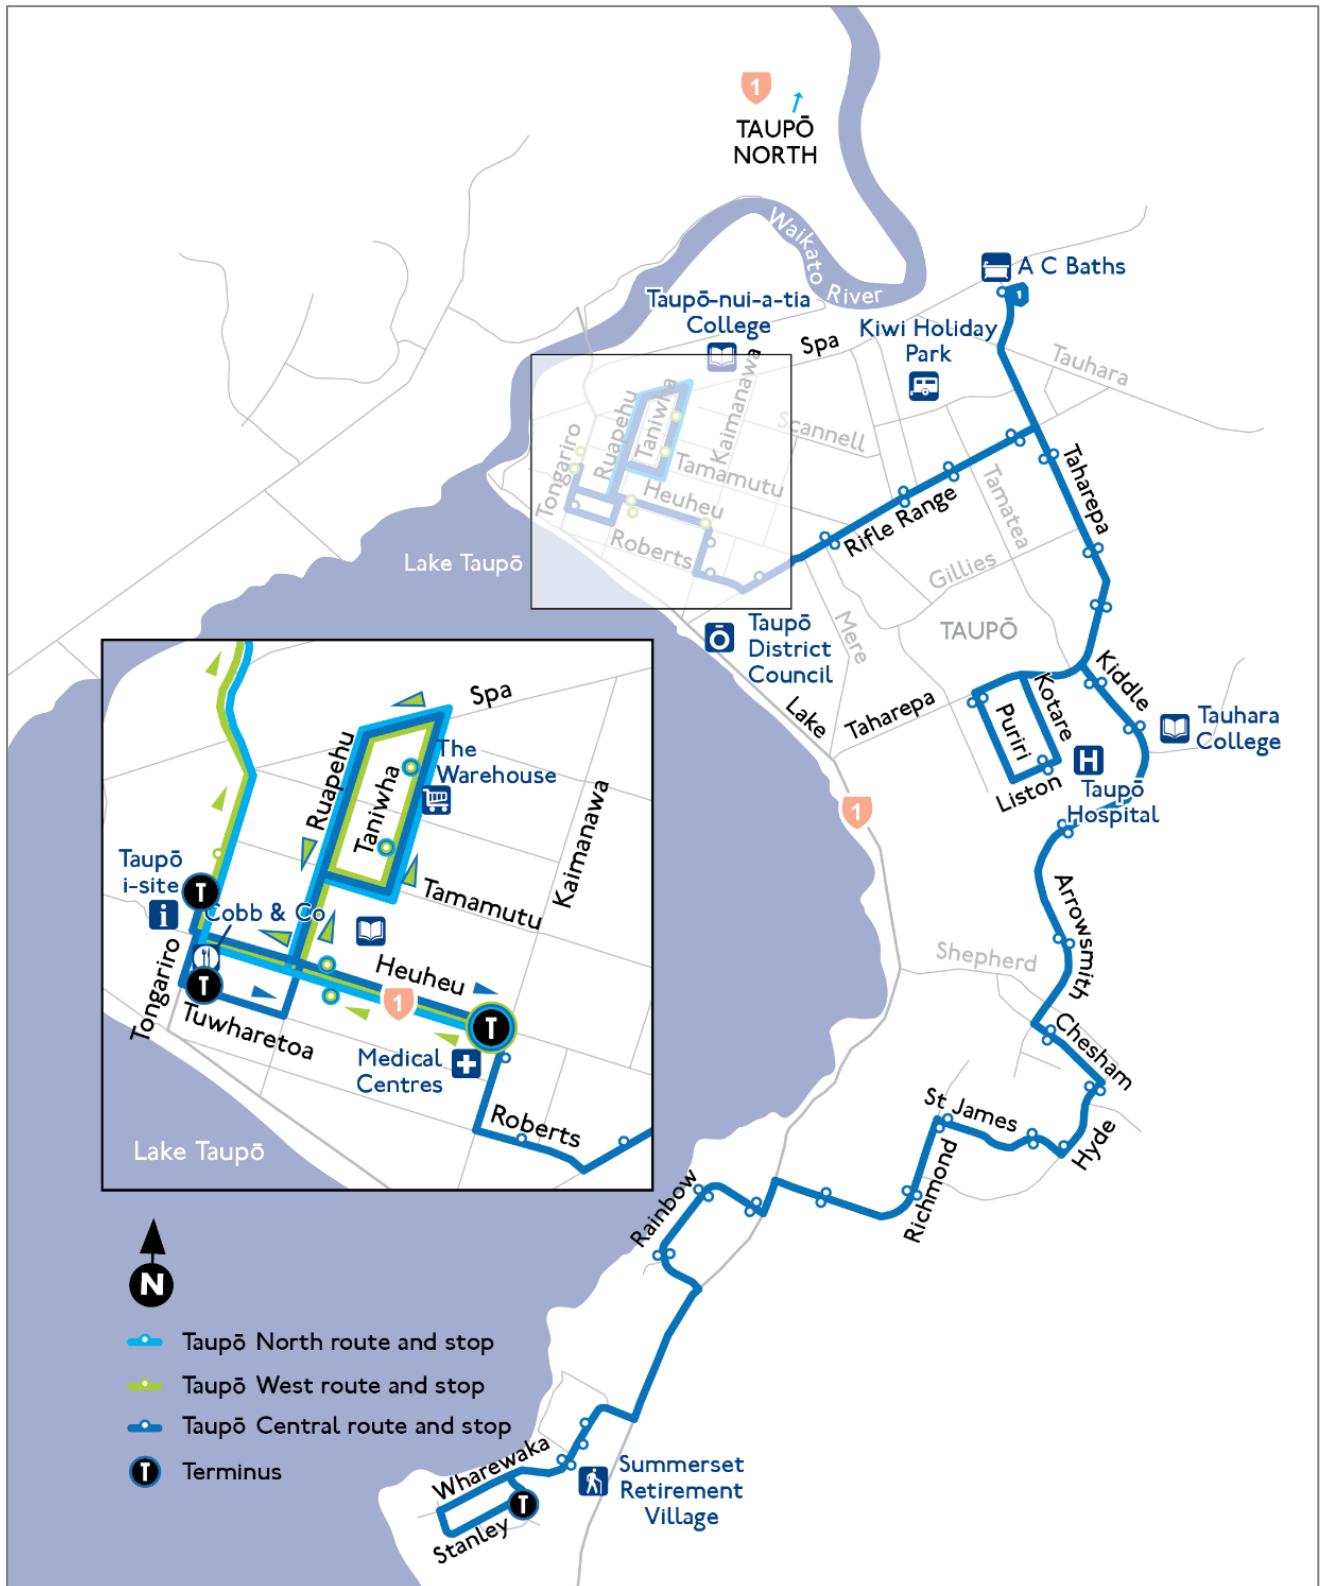 1
TAUPŌ
NORTH
Waikato River
A C Baths
1
Taupō-nui-a-tia
College
Kiwi Holiday
Park
Spa
Tauhara
Kaimanawa
Scannell
Ruapehu
Taniwha
Tongariro
Tamamutu
Heuheu
Roberts
Taharepa
Tamatea
Rifle Range
Gillies
Lake Taupō
Mere
TAUPŌ
Taupō
District
Council
Lake
Taharepa
Kiddle
Kotare
Puriri
Liston
Tauhara
College
H
Taupō
Hospital
1
Arrowsmith
Shepherd
Chesham
St James
Hyde
Richmond
Rainbow
Spa
The
Warehouse
Ruapehu
Taniwha
Kaimanawa
Taupō
i-site
T
i
Cobb & Co
Tamamutu
Tongariro
T
Heuheu
1
T
Tuwharetoa
Medical
Centres
Roberts
Lake Taupō
N
Taupō North route and stop
Taupō West route and stop
Taupō Central route and stop
T Terminus
Wharewaka
Stanley
T
Summerset
Retirement
Village